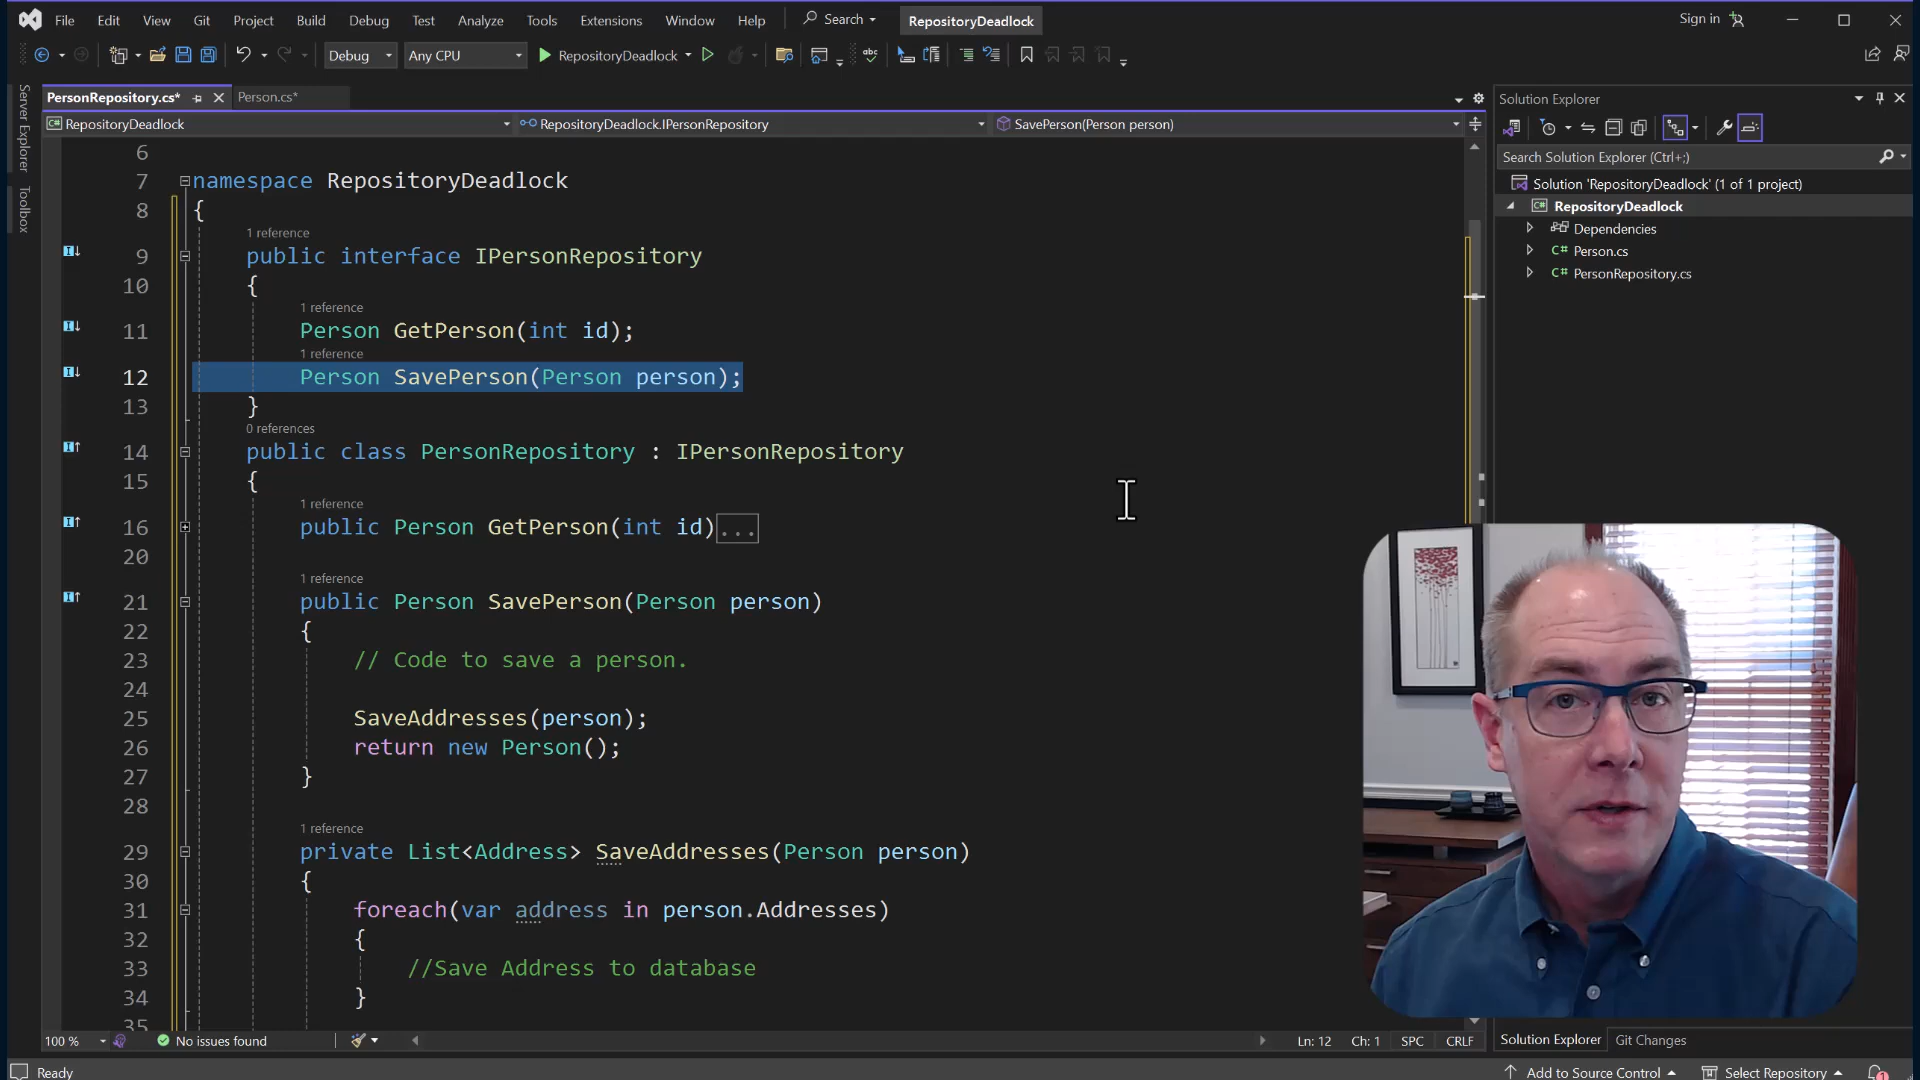 File Edit View Git Project Build Debug Test Analyze Tools Extensions Window Help Search RepositoryDeadlock Sign in
Debug Any CPU RepositoryDeadlock
Server Explorer
Toolbox
PersonRepository.cs* Person.cs*
RepositoryDeadlock RepositoryDeadlock.IPersonRepository SavePerson(Person person)
6
7 namespace RepositoryDeadlock
8 {
1 reference
9 public interface IPersonRepository
10 {
1 reference
11 Person GetPerson(int id);
1 reference
12 Person SavePerson(Person person);
13 }
0 references
14 public class PersonRepository : IPersonRepository
15 {
1 reference
16 public Person GetPerson(int id)...
20
1 reference
21 public Person SavePerson(Person person)
22 {
23 // Code to save a person.
24
25 SaveAddresses(person);
26 return new Person();
27 }
28
1 reference
29 private List<Address> SaveAddresses(Person person)
30 {
31 foreach(var address in person.Addresses)
32 {
33 //Save Address to database
34 }
35
100 % No issues found Ln: 12 Ch: 1 SPC CRLF
Solution Explorer
Search Solution Explorer (Ctrl+;)
Solution 'RepositoryDeadlock' (1 of 1 project)
RepositoryDeadlock
Dependencies
C# Person.cs
C# PersonRepository.cs
Solution Explorer Git Changes
Ready Add to Source Control Select Repository 1